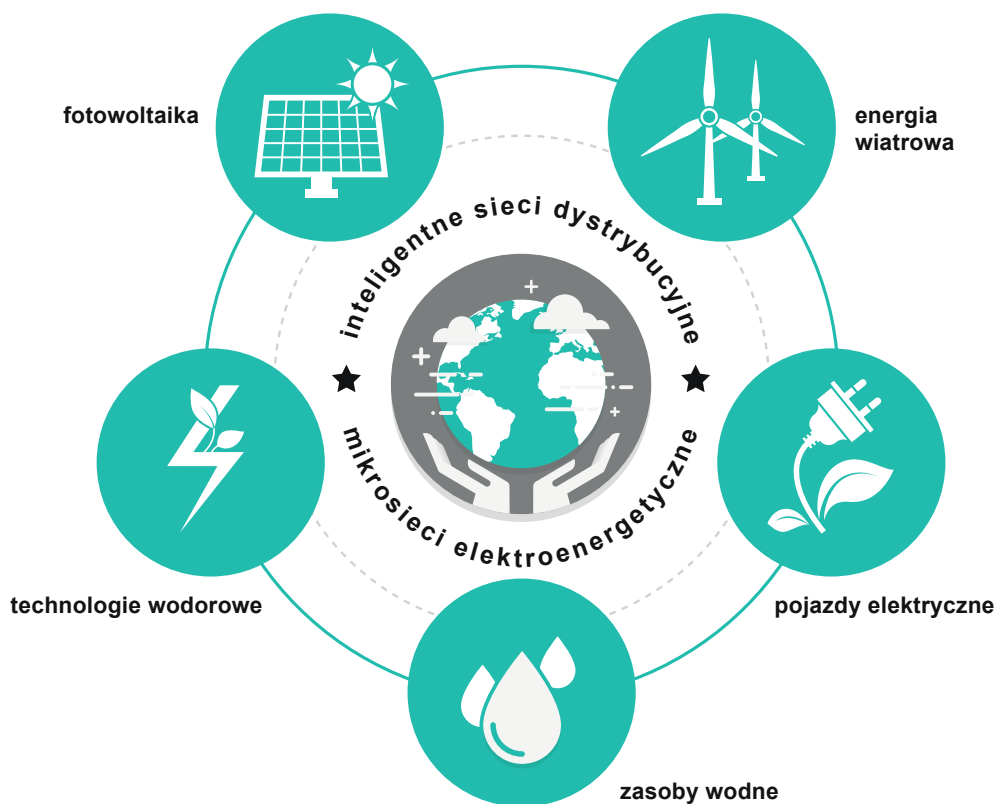 fotowoltaika
energia
wiatrowa
inteligentne sieci dystrybucyjne
mikrosieci elektroenergetyczne
technologie wodorowe
pojazdy elektryczne
zasoby wodne